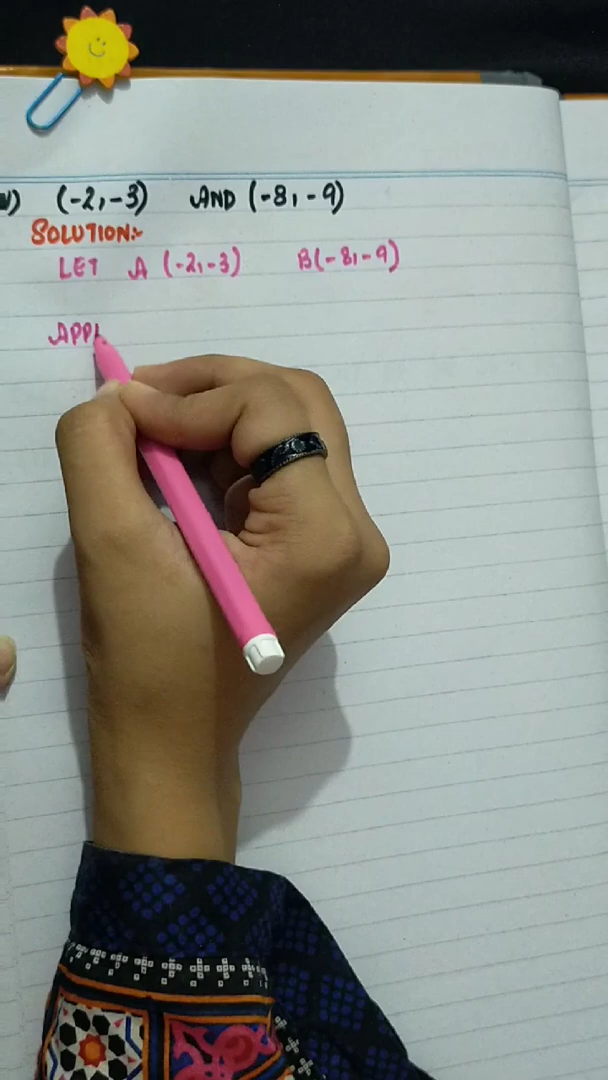 (-2,-3) AND (-8,-9)
SOLUTION:-
LET A (-2,-3) B(-8,-9)
APPL